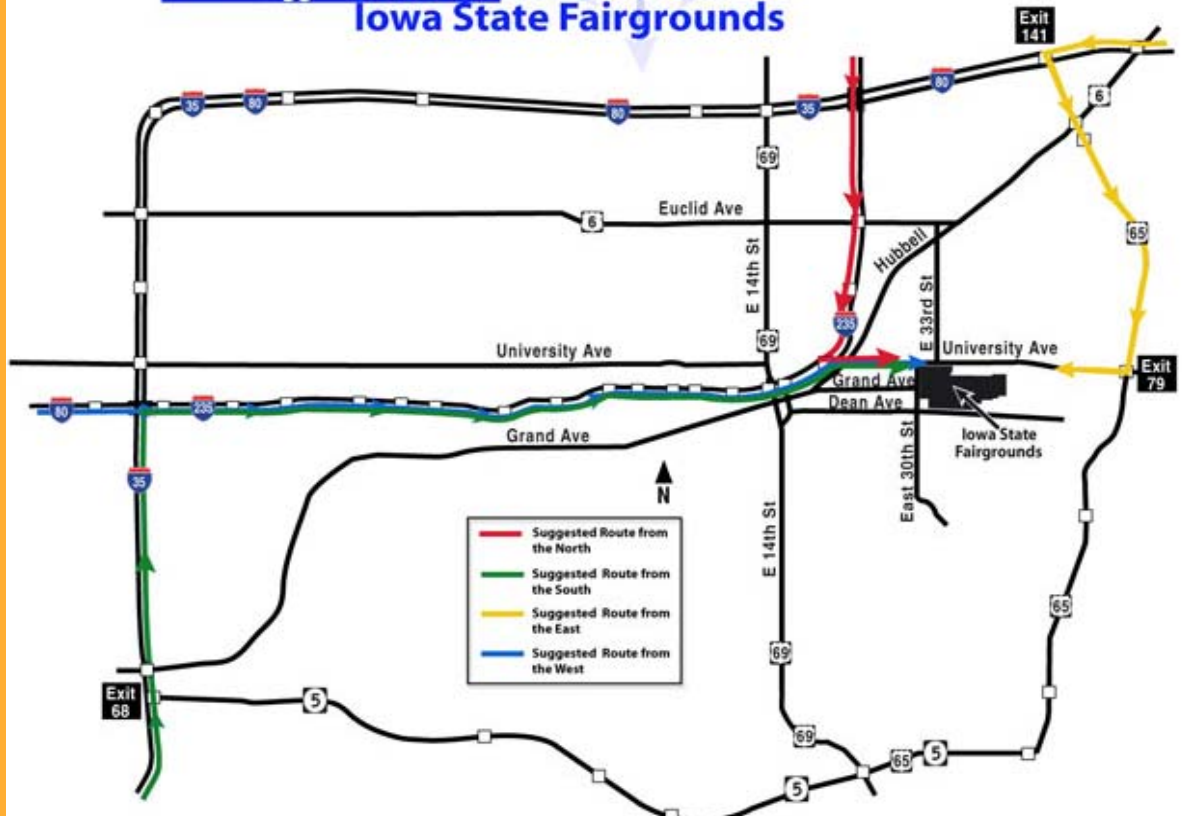 Iowa State Fairgrounds
Exit
141
35
80
80
35
80
6
69
Euclid Ave
6
65
Hubbell
E 14th St
E 33rd St
235
69
University Ave
University Ave
Exit
79
Grand Ave
80
235
Dean Ave
Grand Ave
Iowa State
Fairgrounds
East 30th St
N
35
E 14th St
Suggested Route from
the North
Suggested Route from
the South
Suggested Route from
the East
Suggested Route from
the West
65
69
Exit
68
5
69
65
5
5